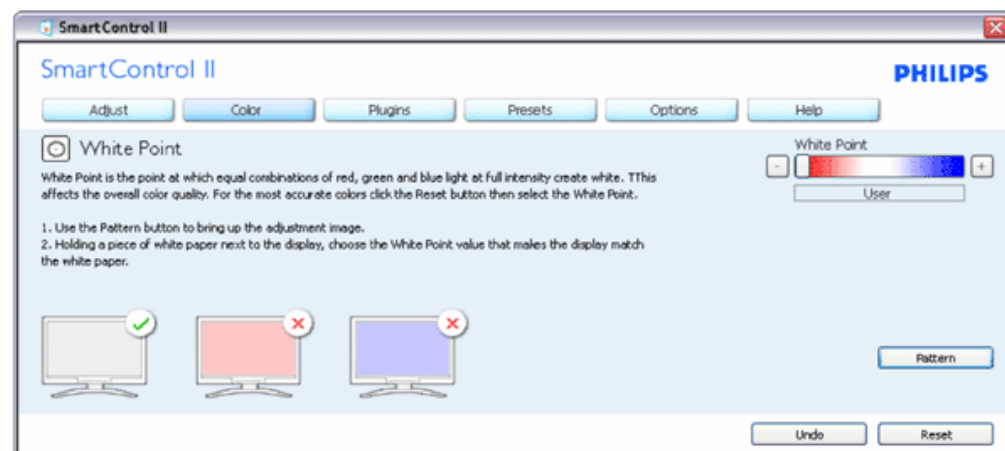 SmartControl II
SmartControl II
PHILIPS
Adjust
Color
Plugins
Presets
Options
Help
White Point
White Point is the point at which equal combinations of red, green and blue light at full intensity create white. TThis
affects the overall color quality. For the most accurate colors click the Reset button then select the White Point.
1. Use the Pattern button to bring up the adjustment image.
2. Holding a piece of white paper next to the display, choose the White Point value that makes the display match
the white paper.
White Point
-
+
User
Pattern
Undo
Reset